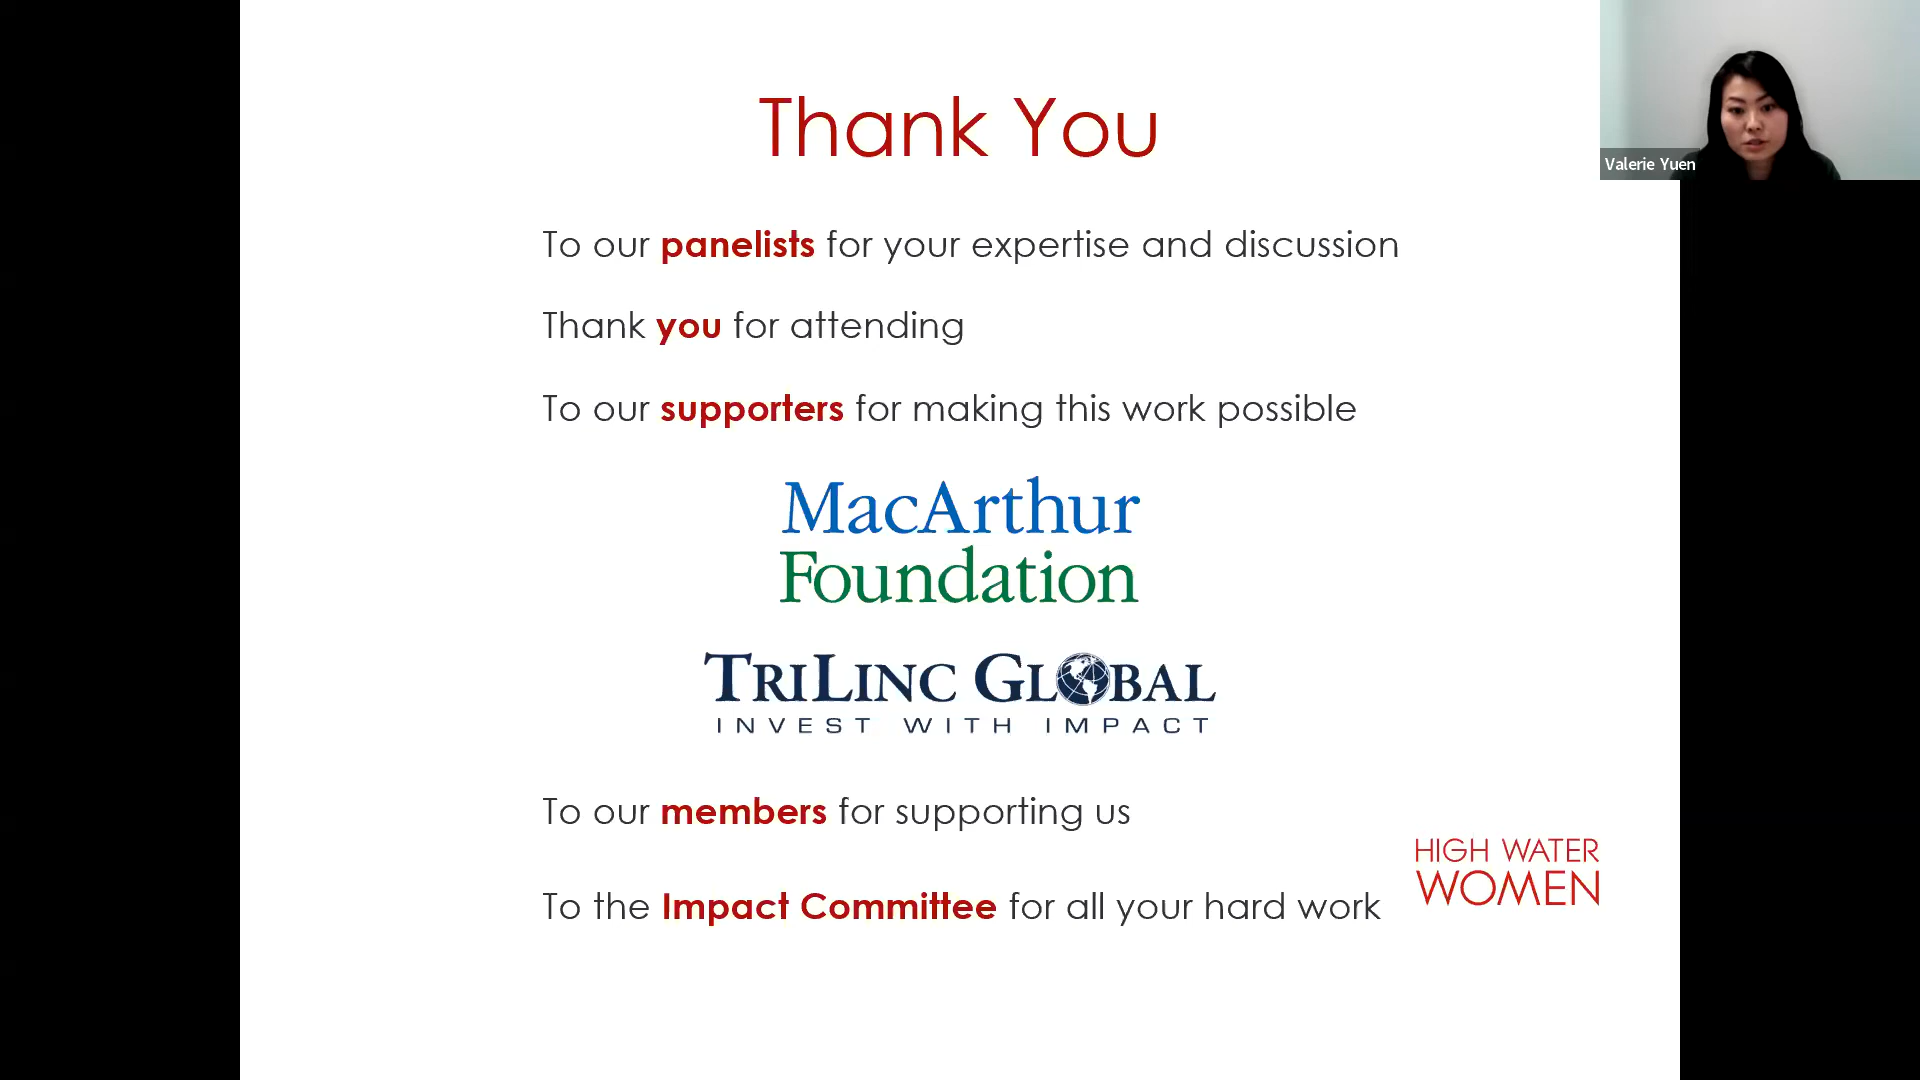 Thank You
Valerie Yuen
To our panelists for your expertise and discussion
Thank you for attending
To our supporters for making this work possible
MacArthur
Foundation
TRILINC GLOBAL
INVEST WITH IMPACT
To our members for supporting us
HIGH WATER
WOMEN
To the Impact Committee for all your hard work